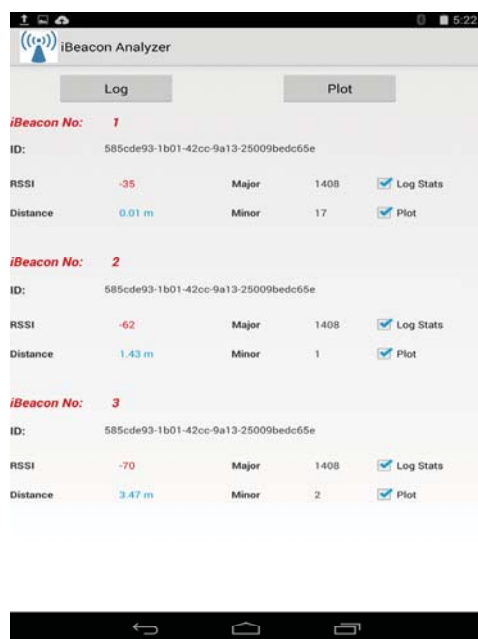 5:22
iBeacon Analyzer
Log Plot
iBeacon No: 1
ID: 585cde93-1b01-42cc-9a13-25009bedc65e
RSSI -35 Major 1408 Log Stats
Distance 0.01 m Minor 17 Plot
iBeacon No: 2
ID: 585cde93-1b01-42cc-9a13-25009bedc65e
RSSI -62 Major 1408 Log Stats
Distance 1.43 m Minor 1 Plot
iBeacon No: 3
ID: 585cde93-1b01-42cc-9a13-25009bedc65e
RSSI -70 Major 1408 Log Stats
Distance 3.47 m Minor 2 Plot